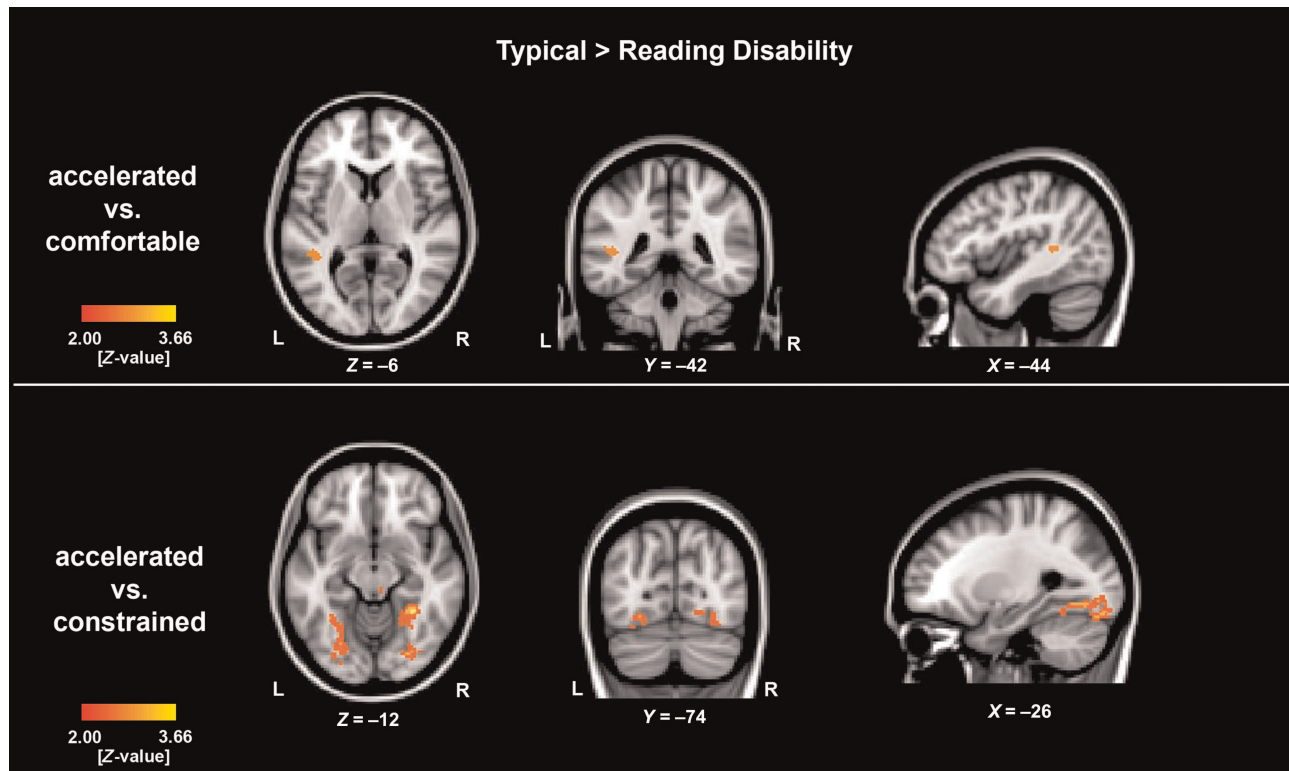 Typical > Reading Disability
accelerated
vs.
comfortable
2.00 3.66
[Z-value]
L R
Z = –6
L R
Y = –42
X = –44
accelerated
vs.
constrained
2.00 3.66
[Z-value]
L R
Z = –12
L R
Y = –74
X = –26